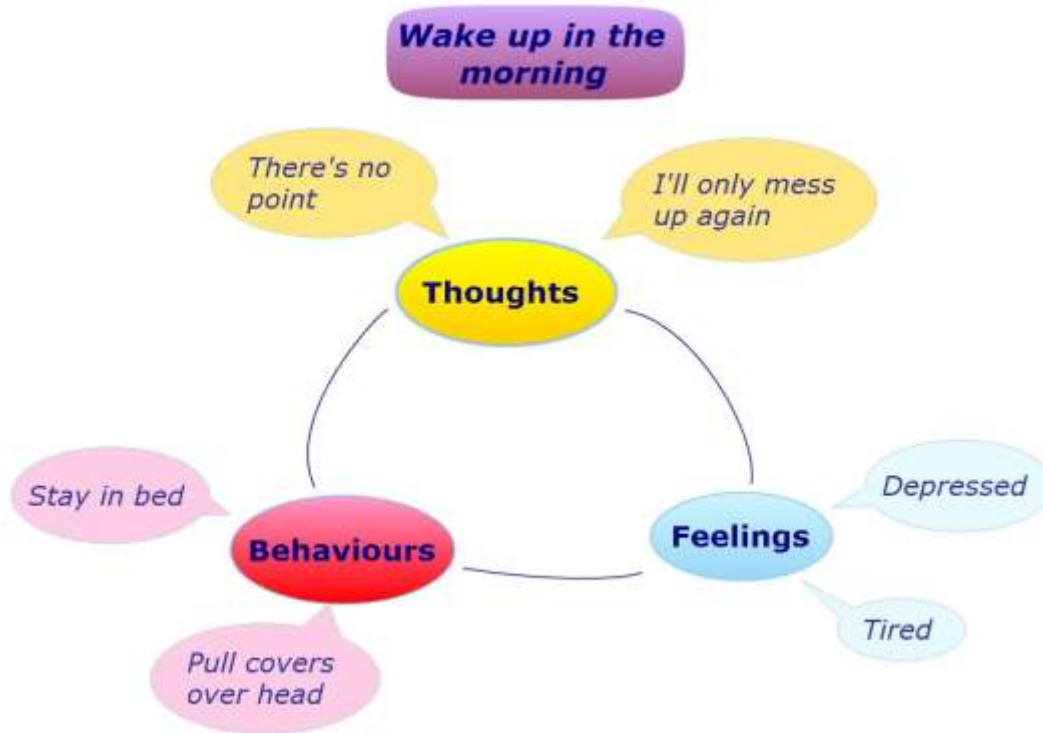 Wake up in the
morning
There's no
point
I'll only mess
up again
Thoughts
Stay in bed
Depressed
Behaviours
Feelings
Tired
Pull covers
over head